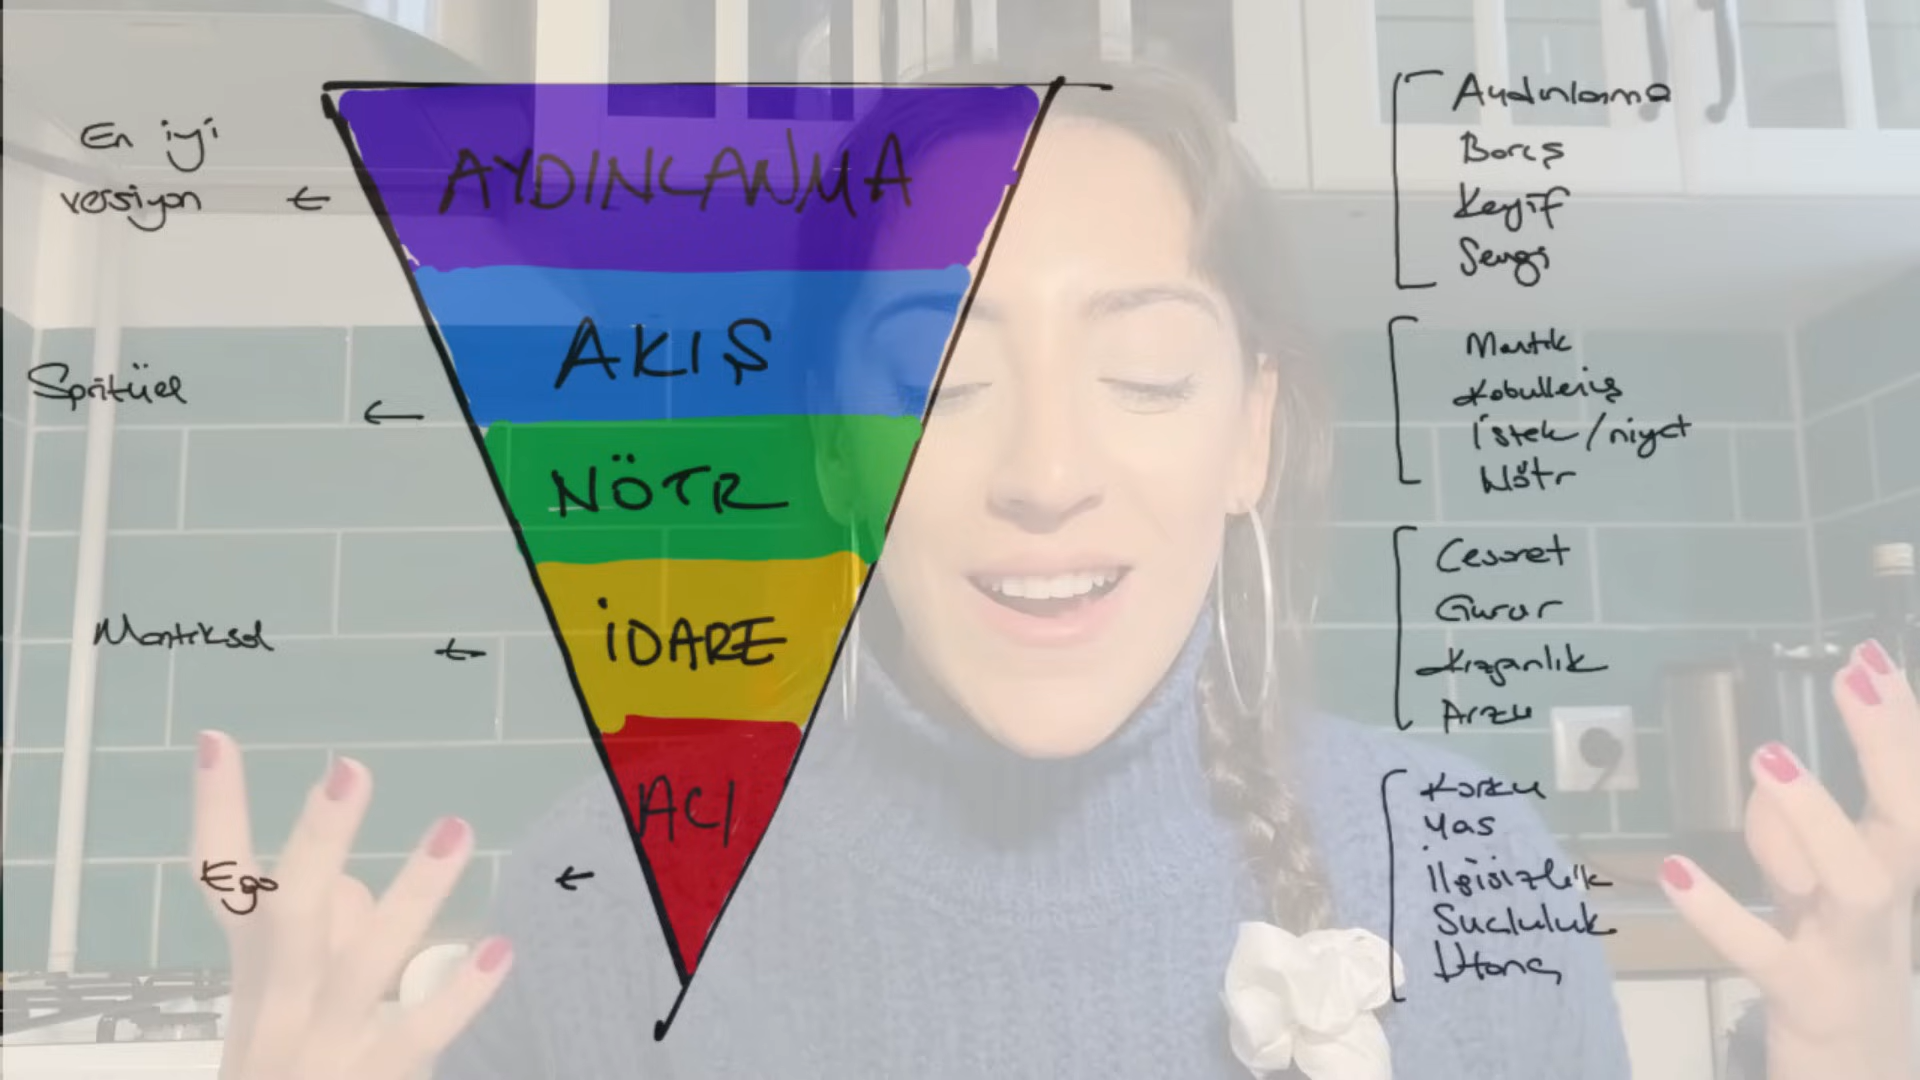 En iyi
versiyon ←
Spritüel ←
Mantıksal ←
Ego ←
AYDINLANMA
AKIŞ
NÖTR
İDARE
ACI
Aydınlanma
Barış
Keyif
Sevgi
Mantık
Kabulleniş
İstek / niyet
Nötr
Cesaret
Gurur
Kızgınlık
Arzu
Korku
Yas
İlgisizlik
Sucluluk
Utanç